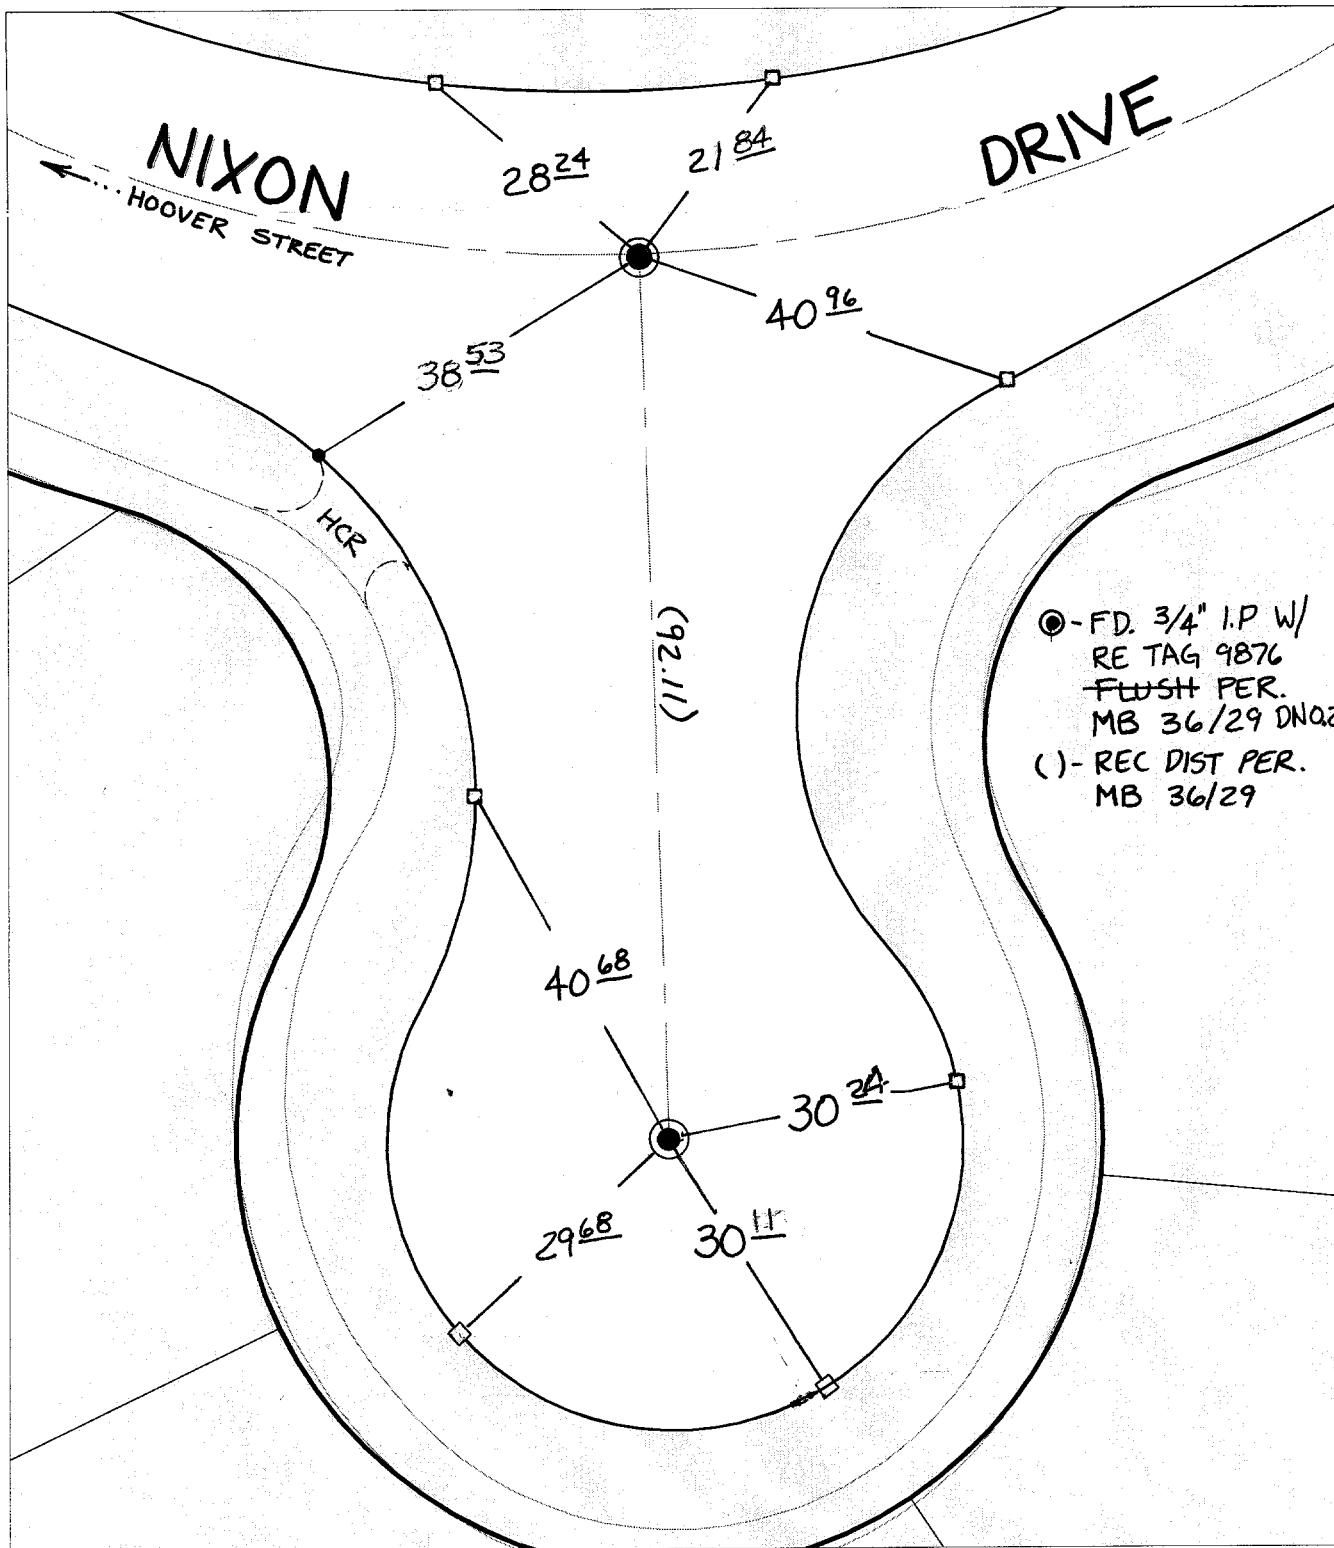 NIXON
DRIVE
... HOOVER STREET
28 24
21 84
40 96
38 53
HCR
(92.11)
- FD. 3/4" I.P W/
RE TAG 9876
FLUSH PER.
MB 36/29 DNO.
( ) - REC DIST PER.
MB 36/29
40 68
30 24
29 68
30 11